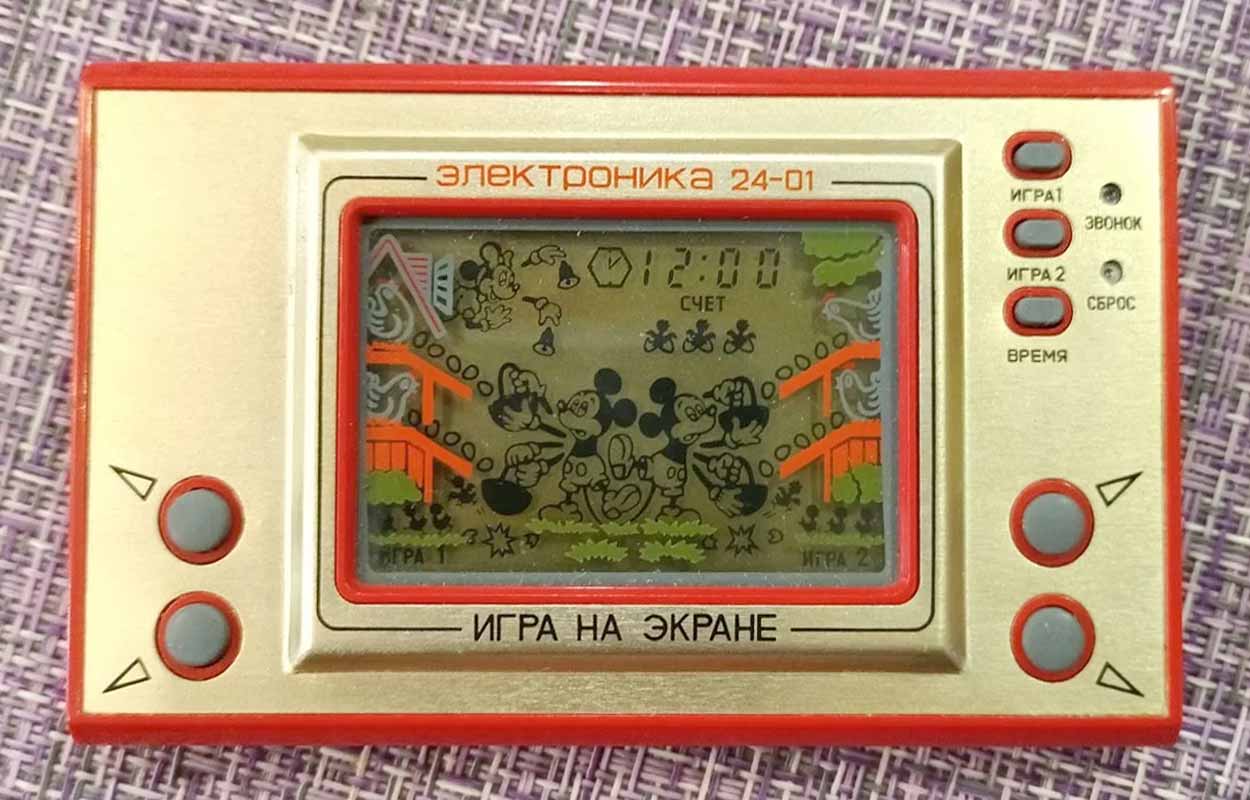 электроника 24-01
ИГРА1
ЗВОНОК
ИГРА 2
СБРОС
ВРЕМЯ
12:00
СЧЕТ
ИГРА 1
ИГРА 2
ИГРА НА ЭКРАНЕ